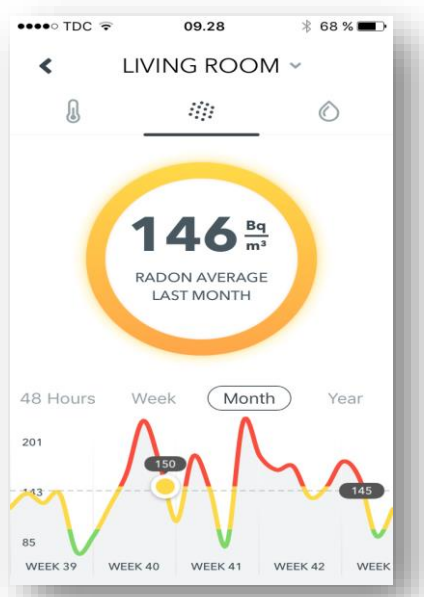 TDC 09.28 68 %
LIVING ROOM
146 Bq/m³
RADON AVERAGE
LAST MONTH
48 Hours Week Month Year
201
150
143
145
85
WEEK 39 WEEK 40 WEEK 41 WEEK 42 WEEK